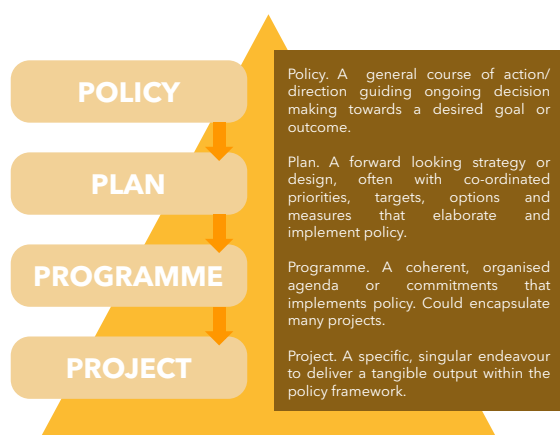 POLICY
PLAN
PROGRAMME
PROJECT
Policy. A general course of action/
direction guiding ongoing decision
making towards a desired goal or
outcome.
Plan. A forward looking strategy or
design, often with co-ordinated
priorities, targets, options and
measures that elaborate and
implement policy.
Programme. A coherent, organised
agenda or commitments that
implements policy. Could encapsulate
many projects.
Project. A specific, singular endeavour
to deliver a tangible output within the
policy framework.